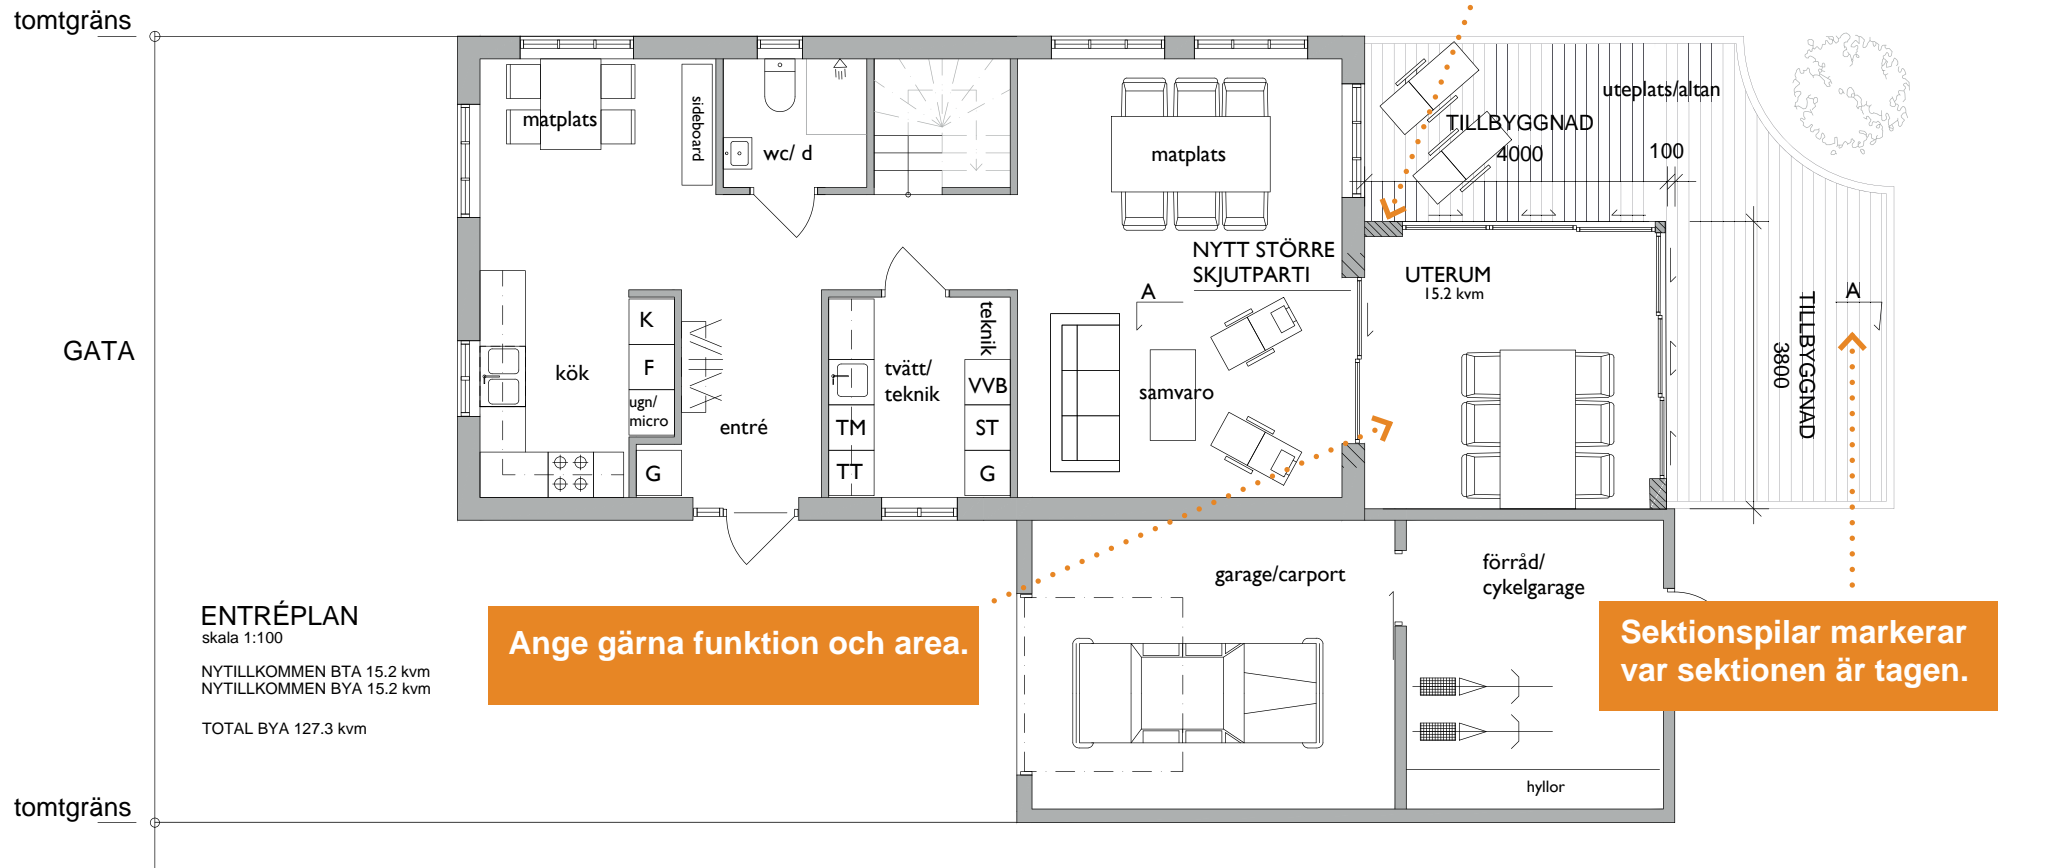 tomtgräns
uteplats/altan
TILLBYGGNAD
4000
100
matplats
sideboard
wc/ d
matplats
NYTT STÖRRE
SKJUTPARTI
UTERUM
15.2 kvm
A
A
TILLBYGGNAD
3800
GATA
K
F
ugn/
micro
G
kök
entré
tvätt/
teknik
teknik
VVB
TM
ST
TT
G
samvaro
garage/carport
förråd/
cykelgarage
hyllor
ENTRÉPLAN
skala 1:100
NYTILLKOMMEN BTA 15.2 kvm
NYTILLKOMMEN BYA 15.2 kvm
TOTAL BYA 127.3 kvm
Ange gärna funktion och area.
Sektionspilar markerar
var sektionen är tagen.
tomtgräns